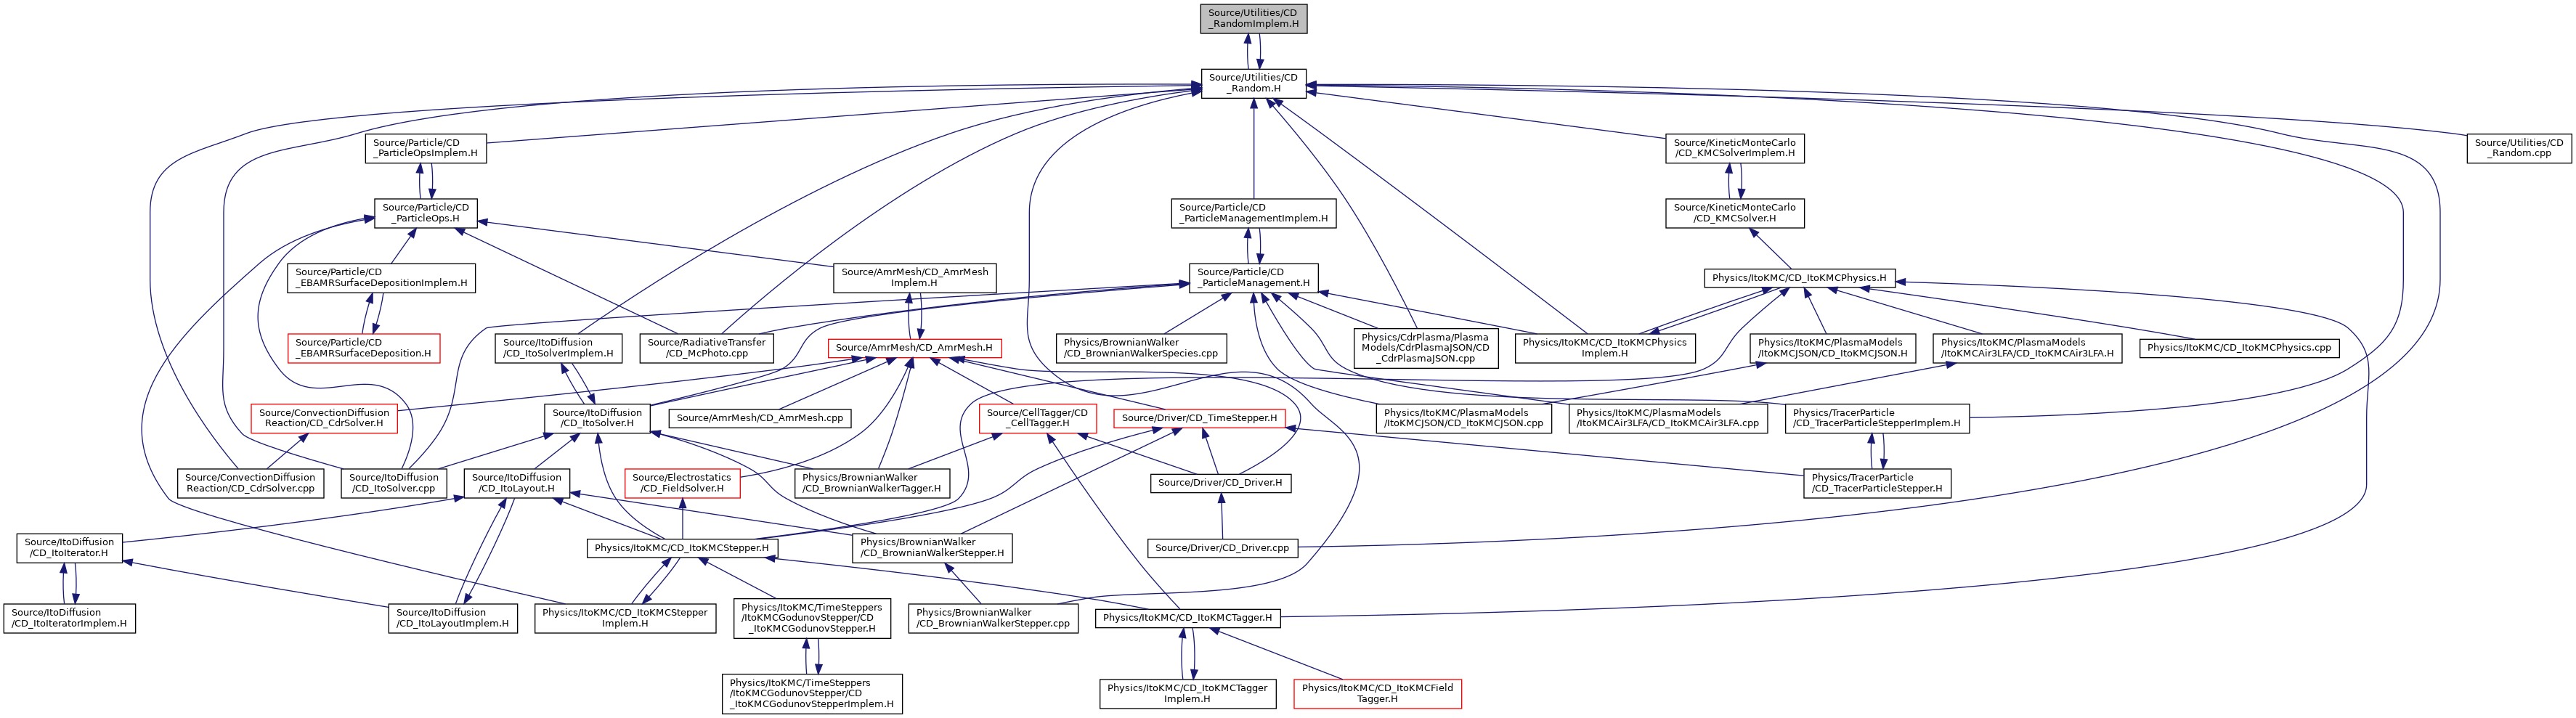 Source/Utilities/CD
_RandomImplem.H
Source/Utilities/CD
_Random.H
Source/Particle/CD
_ParticleOpsImplem.H
Source/KineticMonteCarlo
/CD_KMCSolverImplem.H
Source/Utilities/CD
_Random.cpp
Source/Particle/CD
_ParticleOps.H
Source/Particle/CD
_ParticleManagementImplem.H
Source/KineticMonteCarlo
/CD_KMCSolver.H
Source/Particle/CD
_EBAMRSurfaceDepositionImplem.H
Source/AmrMesh/CD_AmrMesh
Implem.H
Source/Particle/CD
_ParticleManagement.H
Physics/ItoKMC/CD_ItoKMCPhysics.H
Source/Particle/CD
_EBAMRSurfaceDeposition.H
Source/ItoDiffusion
/CD_ItoSolverImplem.H
Source/RadiativeTransfer
/CD_McPhoto.cpp
Source/AmrMesh/CD_AmrMesh.H
Physics/BrownianWalker
/CD_BrownianWalkerSpecies.cpp
Physics/CdrPlasma/Plasma
Models/CdrPlasmaJSON/CD
_CdrPlasmaJSON.cpp
Physics/ItoKMC/CD_ItoKMCPhysics
Implem.H
Physics/ItoKMC/PlasmaModels
/ItoKMCJSON/CD_ItoKMCJSON.H
Physics/ItoKMC/PlasmaModels
/ItoKMCAir3LFA/CD_ItoKMCAir3LFA.H
Physics/ItoKMC/CD_ItoKMCPhysics.cpp
Source/ConvectionDiffusion
Reaction/CD_CdrSolver.H
Source/ItoDiffusion
/CD_ItoSolver.H
Source/AmrMesh/CD_AmrMesh.cpp
Source/CellTagger/CD
_CellTagger.H
Source/Driver/CD_TimeStepper.H
Physics/ItoKMC/PlasmaModels
/ItoKMCJSON/CD_ItoKMCJSON.cpp
Physics/ItoKMC/PlasmaModels
/ItoKMCAir3LFA/CD_ItoKMCAir3LFA.cpp
Physics/TracerParticle
/CD_TracerParticleStepperImplem.H
Source/ConvectionDiffusion
Reaction/CD_CdrSolver.cpp
Source/ItoDiffusion
/CD_ItoSolver.cpp
Source/ItoDiffusion
/CD_ItoLayout.H
Source/Electrostatics
/CD_FieldSolver.H
Physics/BrownianWalker
/CD_BrownianWalkerTagger.H
Source/Driver/CD_Driver.H
Physics/TracerParticle
/CD_TracerParticleStepper.H
Source/ItoDiffusion
/CD_ItoIterator.H
Physics/ItoKMC/CD_ItoKMCStepper.H
Physics/BrownianWalker
/CD_BrownianWalkerStepper.H
Source/Driver/CD_Driver.cpp
Source/ItoDiffusion
/CD_ItoIteratorImplem.H
Source/ItoDiffusion
/CD_ItoLayoutImplem.H
Physics/ItoKMC/CD_ItoKMCStepper
Implem.H
Physics/ItoKMC/TimeSteppers
/ItoKMCGodunovStepper/CD
_ItoKMCGodunovStepper.H
Physics/BrownianWalker
/CD_BrownianWalkerStepper.cpp
Physics/ItoKMC/CD_ItoKMCTagger.H
Physics/ItoKMC/TimeSteppers
/ItoKMCGodunovStepper/CD
_ItoKMCGodunovStepperImplem.H
Physics/ItoKMC/CD_ItoKMCTagger
Implem.H
Physics/ItoKMC/CD_ItoKMCField
Tagger.H